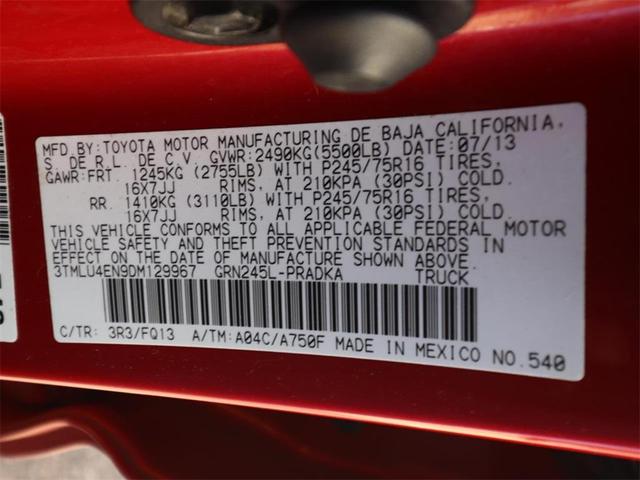 MFD.BY:TOYOTA MOTOR MANUFACTURING DE BAJA CALIFORNIA,
S. DE R.L. DE C.V. GVWR:2490KG(5500LB) DATE:07/13
GAWR:FRT. 1245KG (2755LB) WITH P245/75R16 TIRES,
16X7JJ RIMS, AT 210KPA (30PSI) COLD.
RR. 1410KG (3110LB) WITH P245/75R16 TIRES,
16X7JJ RIMS, AT 210KPA (30PSI) COLD.
THIS VEHICLE CONFORMS TO ALL APPLICABLE FEDERAL MOTOR
VEHICLE SAFETY AND THEFT PREVENTION STANDARDS IN
EFFECT ON THE DATE OF MANUFACTURE SHOWN ABOVE.
3TMLU4EN9DM129967 GRN245L-PRADKA TRUCK
C/TR: 3R3/FQ13 A/TM:A04C/A750F MADE IN MEXICO NO.540